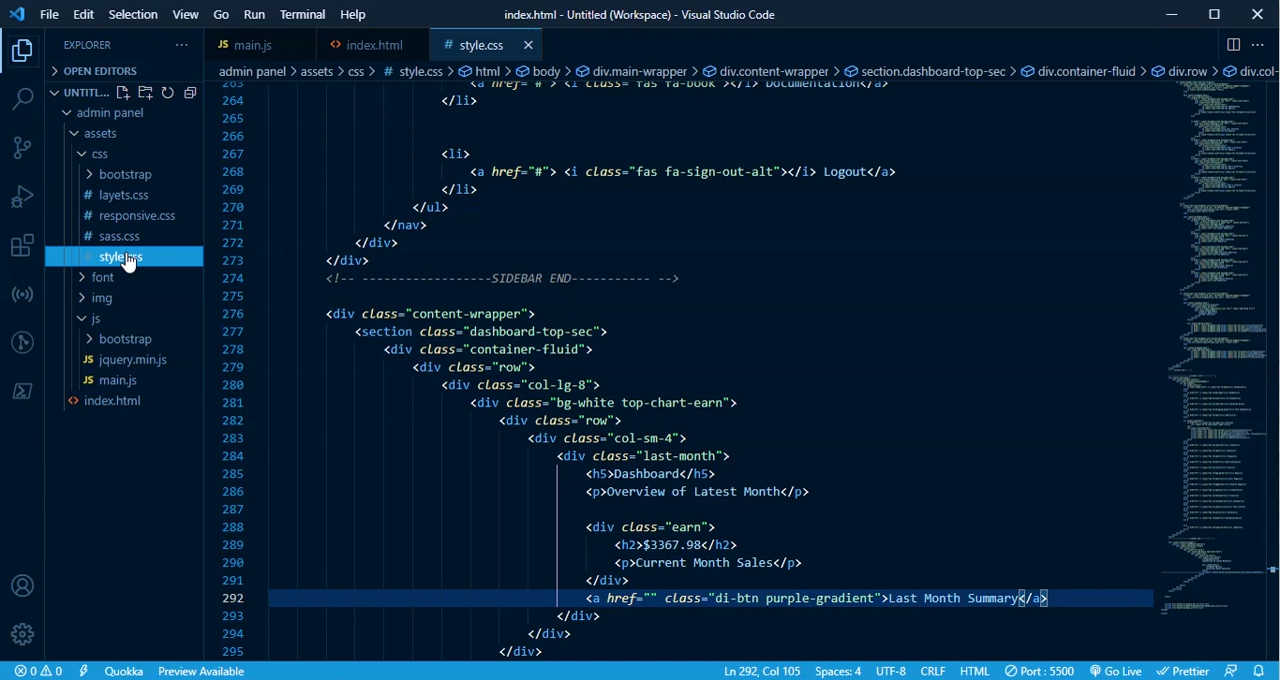 File Edit Selection View Go Run Terminal Help index.html - Untitled (Workspace) - Visual Studio Code
EXPLORER ··· JS main.js <> index.html # style.css
OPEN EDITORS
admin panel > assets > css > # style.css > html > body > div.main-wrapper > div.content-wrapper > section.dashboard-top-sec > div.container-fluid > div.row > div.col-
UNTITL...
admin panel
assets
css
bootstrap
# layets.css
# responsive.css
# sass.css
style.css
font
img
js
bootstrap
JS jquery.min.js
JS main.js
<> index.html
263 <a href="#"> <i class="fas fa-book"></i> Documentation</a>
264 </li>
265
266
267 <li>
268 <a href="#"> <i class="fas fa-sign-out-alt"></i> Logout</a>
269 </li>
270 </ul>
271 </nav>
272 </div>
273 </div>
274 <!-- ------------------SIDEBAR END----------- -->
275
276 <div class="content-wrapper">
277 <section class="dashboard-top-sec">
278 <div class="container-fluid">
279 <div class="row">
280 <div class="col-lg-8">
281 <div class="bg-white top-chart-earn">
282 <div class="row">
283 <div class="col-sm-4">
284 <div class="last-month">
285 <h5>Dashboard</h5>
286 <p>Overview of Latest Month</p>
287
288 <div class="earn">
289 <h2>$3367.98</h2>
290 <p>Current Month Sales</p>
291 </div>
292 <a href="" class="di-btn purple-gradient">Last Month Summary</a>
293 </div>
294 </div>
295 </div>
0 0 Quokka Preview Available Ln 292, Col 105 Spaces: 4 UTF-8 CRLF HTML Port : 5500 Go Live Prettier